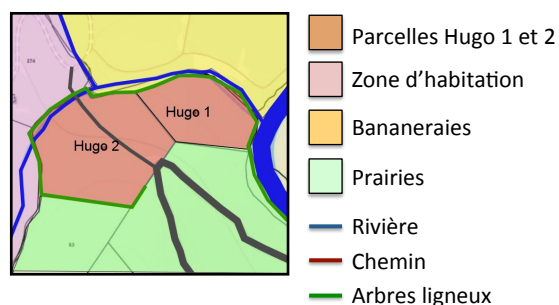 Hugo 1
Hugo 2
Parcelles Hugo 1 et 2
Zone d'habitation
Bananeraies
Prairies
Rivière
Chemin
Arbres ligneux